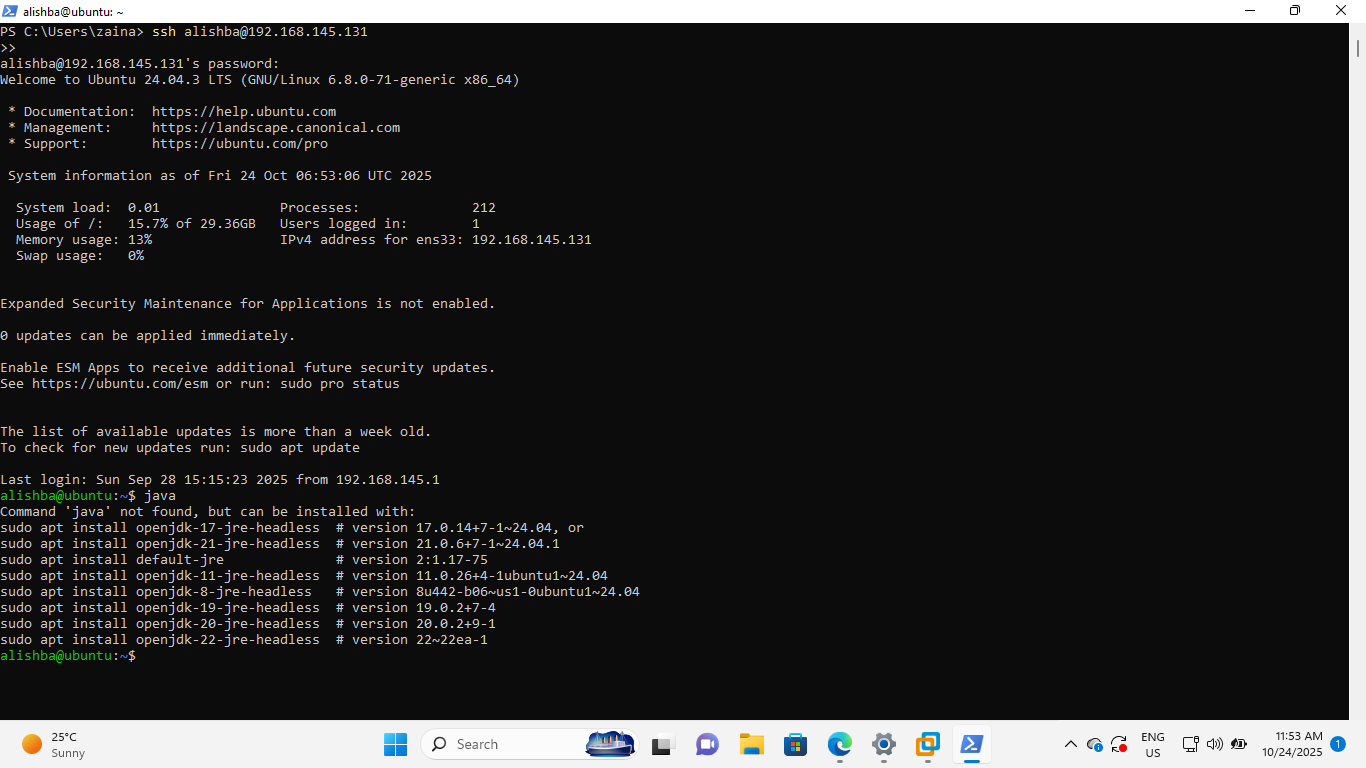 alishba@ubuntu: ~
PS C:\Users\zaina> ssh alishba@192.168.145.131
>>
alishba@192.168.145.131's password:
Welcome to Ubuntu 24.04.3 LTS (GNU/Linux 6.8.0-71-generic x86_64)
* Documentation:  https://help.ubuntu.com
* Management:     https://landscape.canonical.com
* Support:        https://ubuntu.com/pro
System information as of Fri 24 Oct 06:53:06 UTC 2025
System load:  0.01               Processes:              212
Usage of /:   15.7% of 29.36GB   Users logged in:        1
Memory usage: 13%                IPv4 address for ens33: 192.168.145.131
Swap usage:   0%
Expanded Security Maintenance for Applications is not enabled.
0 updates can be applied immediately.
Enable ESM Apps to receive additional future security updates.
See https://ubuntu.com/esm or run: sudo pro status
The list of available updates is more than a week old.
To check for new updates run: sudo apt update
Last login: Sun Sep 28 15:15:23 2025 from 192.168.145.1
alishba@ubuntu:~$ java
Command 'java' not found, but can be installed with:
sudo apt install openjdk-17-jre-headless  # version 17.0.14+7-1~24.04, or
sudo apt install openjdk-21-jre-headless  # version 21.0.6+7-1~24.04.1
sudo apt install default-jre              # version 2:1.17-75
sudo apt install openjdk-11-jre-headless  # version 11.0.26+4-1ubuntu1~24.04
sudo apt install openjdk-8-jre-headless   # version 8u442-b06~us1-0ubuntu1~24.04
sudo apt install openjdk-19-jre-headless  # version 19.0.2+7-4
sudo apt install openjdk-20-jre-headless  # version 20.0.2+9-1
sudo apt install openjdk-22-jre-headless  # version 22~22ea-1
alishba@ubuntu:~$
25°C
Sunny
Search
ENG
US
11:53 AM
10/24/2025
1